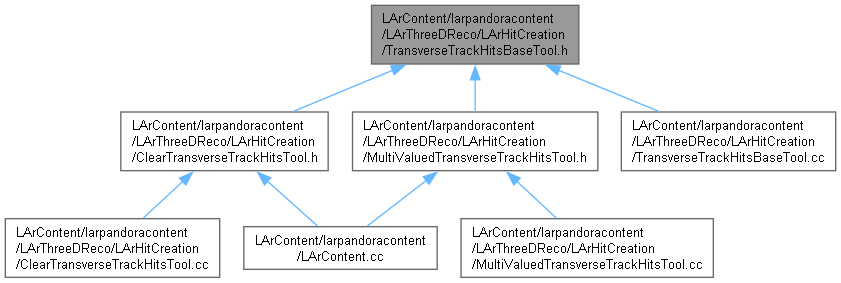 LArContent/larpandoracontent
/LArThreeDReco/LArHitCreation
/TransverseTrackHitsBaseTool.h
LArContent/larpandoracontent
/LArThreeDReco/LArHitCreation
/ClearTransverseTrackHitsTool.h
LArContent/larpandoracontent
/LArThreeDReco/LArHitCreation
/MultiValuedTransverseTrackHitsTool.h
LArContent/larpandoracontent
/LArThreeDReco/LArHitCreation
/TransverseTrackHitsBaseTool.cc
LArContent/larpandoracontent
/LArThreeDReco/LArHitCreation
/ClearTransverseTrackHitsTool.cc
LArContent/larpandoracontent
/LArContent.cc
LArContent/larpandoracontent
/LArThreeDReco/LArHitCreation
/MultiValuedTransverseTrackHitsTool.cc